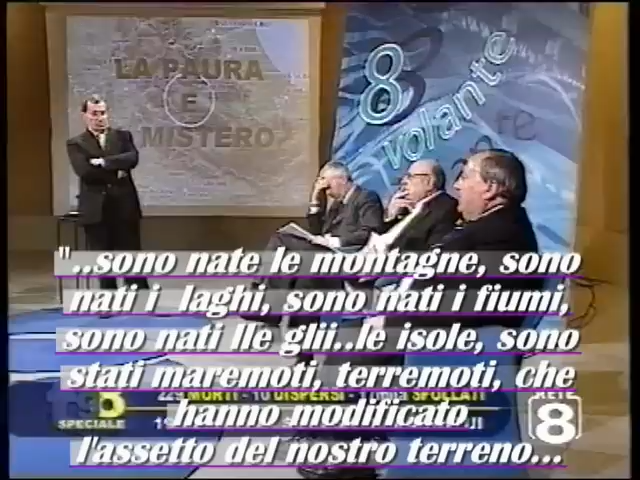 LA PAURA
E
MISTERO
8
volante
"..sono nate le montagne, sono
nati i laghi, sono nati i fiumi,
sono nati lle glii..le isole, sono
stati maremoti, terremoti, che
229 MORTI - 10 DISPERSI - SFOLLATI
hanno modificato
SPECIALE
RETE
8
l'assetto del nostro terreno...